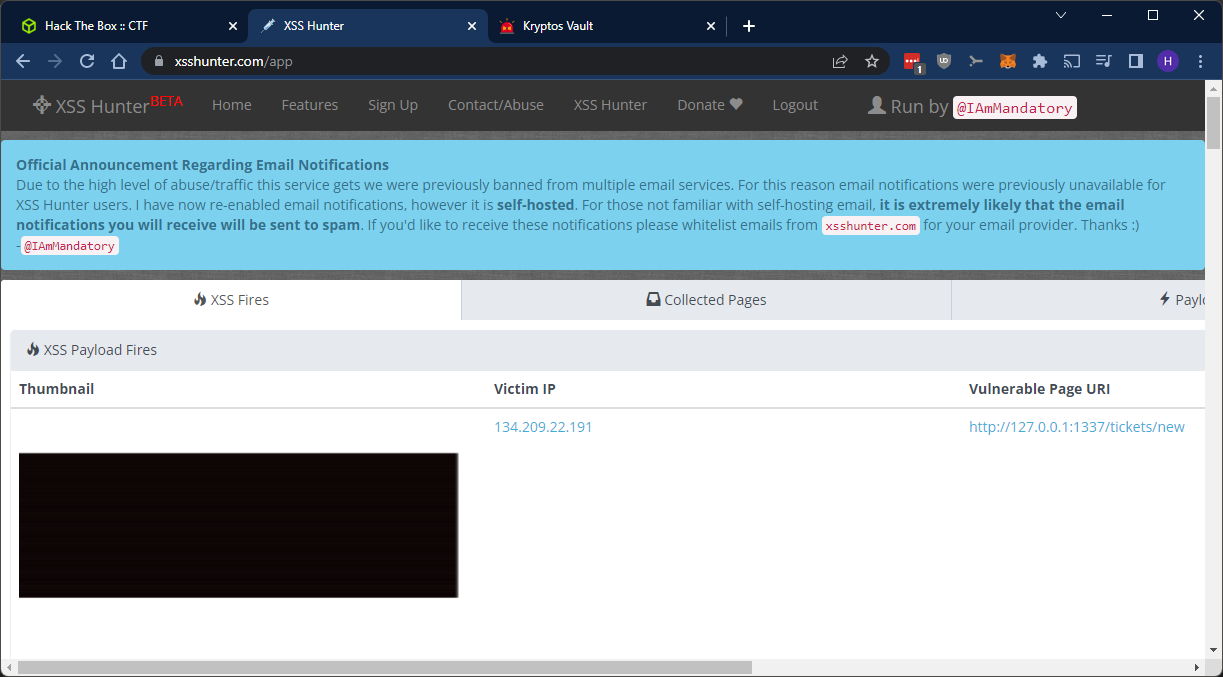 Hack The Box :: CTF
XSS Hunter
Kryptos Vault
xsshunter.com/app
1
UD
H
XSS HunterBETA
Home
Features
Sign Up
Contact/Abuse
XSS Hunter
Donate
Logout
Run by @IAmMandatory
Official Announcement Regarding Email Notifications
Due to the high level of abuse/traffic this service gets we were previously banned from multiple email services. For this reason email notifications were previously unavailable for
XSS Hunter users. I have now re-enabled email notifications, however it is self-hosted. For those not familiar with self-hosting email, it is extremely likely that the email
notifications you will receive will be sent to spam. If you'd like to receive these notifications please whitelist emails from xsshunter.com for your email provider. Thanks :)
-@IAmMandatory
XSS Fires
Collected Pages
Paylo
XSS Payload Fires
Thumbnail
Victim IP
Vulnerable Page URI
134.209.22.191
http://127.0.0.1:1337/tickets/new